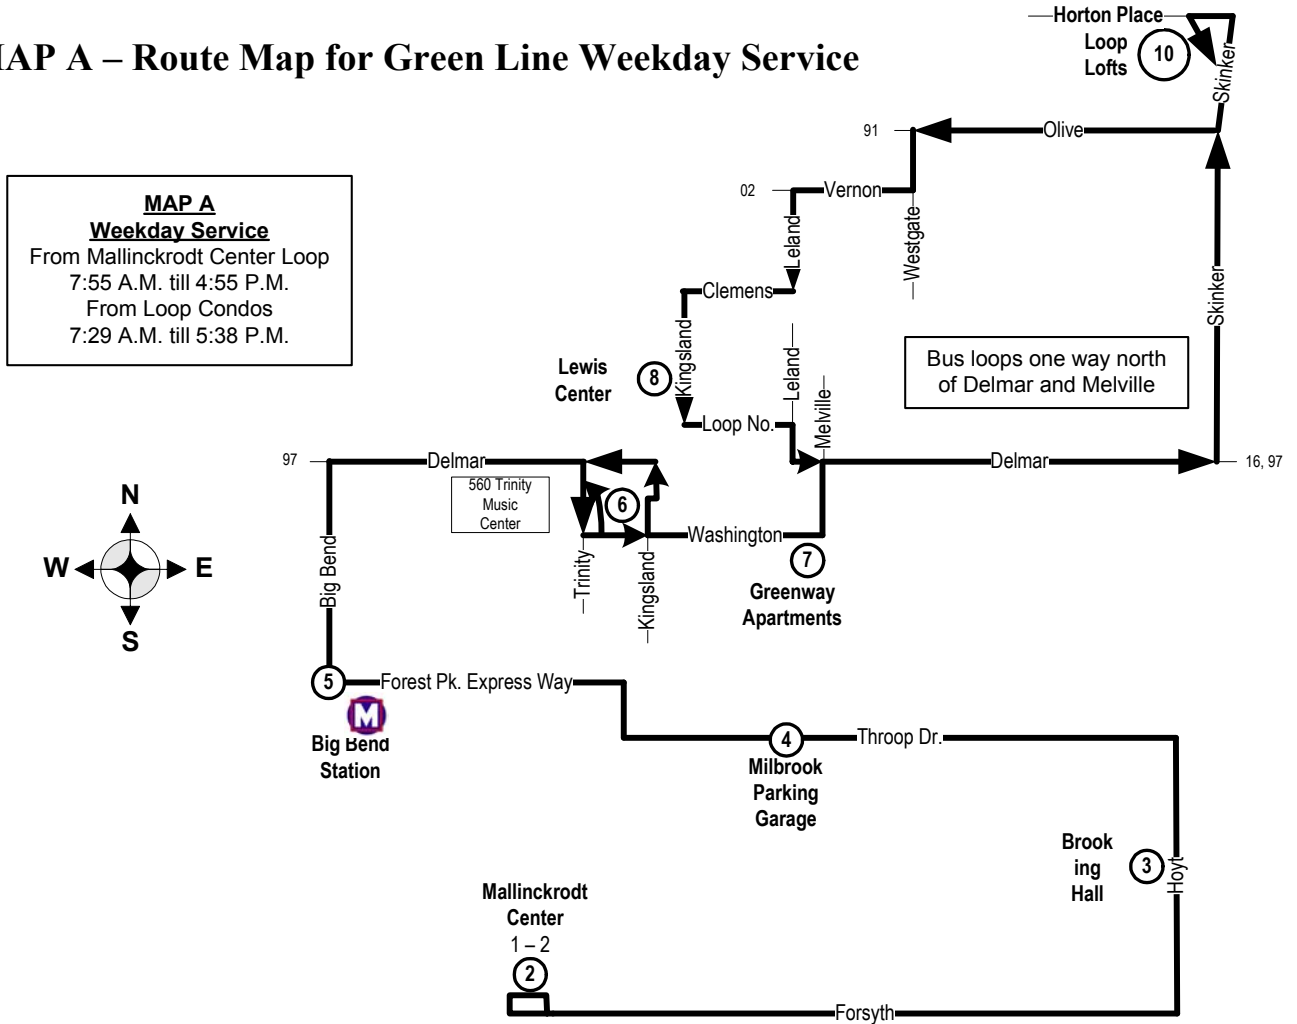 IAP A – Route Map for Green Line Weekday Service
Horton Place
Loop
Lofts
10
Skinker
91
Olive
MAP A
Weekday Service
From Mallinckrodt Center Loop
7:55 A.M. till 4:55 P.M.
From Loop Condos
7:29 A.M. till 5:38 P.M.
02
Vernon
Leland
Westgate
Clemens
Skinker
Kingsland
Lewis
Center
8
Leland
Melville
Bus loops one way north
of Delmar and Melville
Loop No.
97
Delmar
Delmar
16, 97
560 Trinity
Music
Center
6
Washington
7
Greenway
Apartments
Trinity
Kingsland
Big Bend
N
W
E
S
5
Forest Pk. Express Way
M
Big Bend
Station
4
Throop Dr.
Milbrook
Parking
Garage
Brook
ing
Hall
3
Hoyt
Mallinckrodt
Center
1 – 2
2
Forsyth